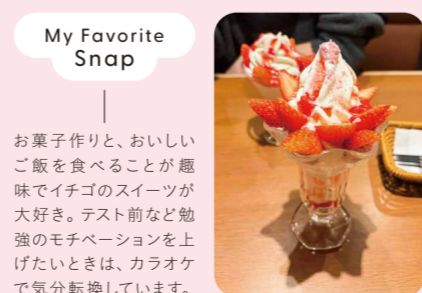 My Favorite
Snap
お菓子作りと、おいしい
ご飯を食べることが趣
味でイチゴのスイーツが
大好き。テスト前など勉
強のモチベーションを上
げたいときは、カラオケ
で気分転換しています。